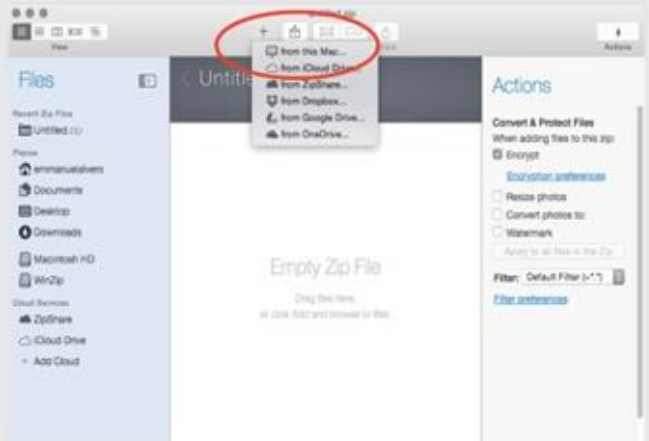 Untitled.zip
View
Actions
from this Mac...
from iCloud Drive...
from ZipShare...
from Dropbox...
from Google Drive...
from OneDrive...
Files
Recent Zip Files
Untitled (1)
Places
Documents
Desktop
Downloads
Macintosh HD
WinZip
Cloud Services
ZipShare
iCloud Drive
+ Add Cloud
Empty Zip File
Drag files here,
or click Add and browse to files.
Actions
Convert & Protect Files
When adding files to this zip:
Encrypt
Encryption preferences
Resize photos
Convert photos to:
Watermark
Apply to all files in the Zip
Filter: Default Filter (*.*)
Filter preferences